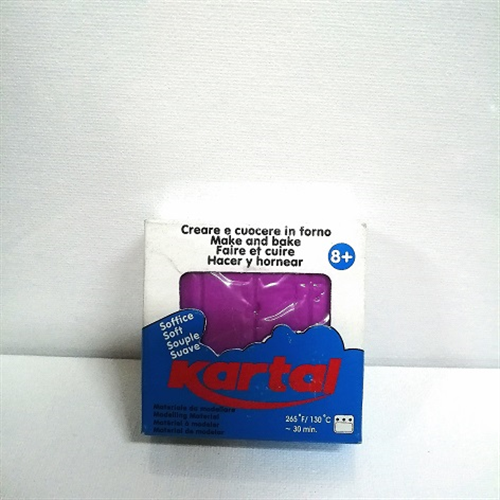 Creare e cuocere in forno
Make and bake
Faire et cuire
Hacer y hornear
8+
Soffice
Soft
Souple
Suave
Kartal
Materiale da modellare
Modelling Material
Matériel à modeler
Material de modelar
265°F/ 130°C
~ 30 min.